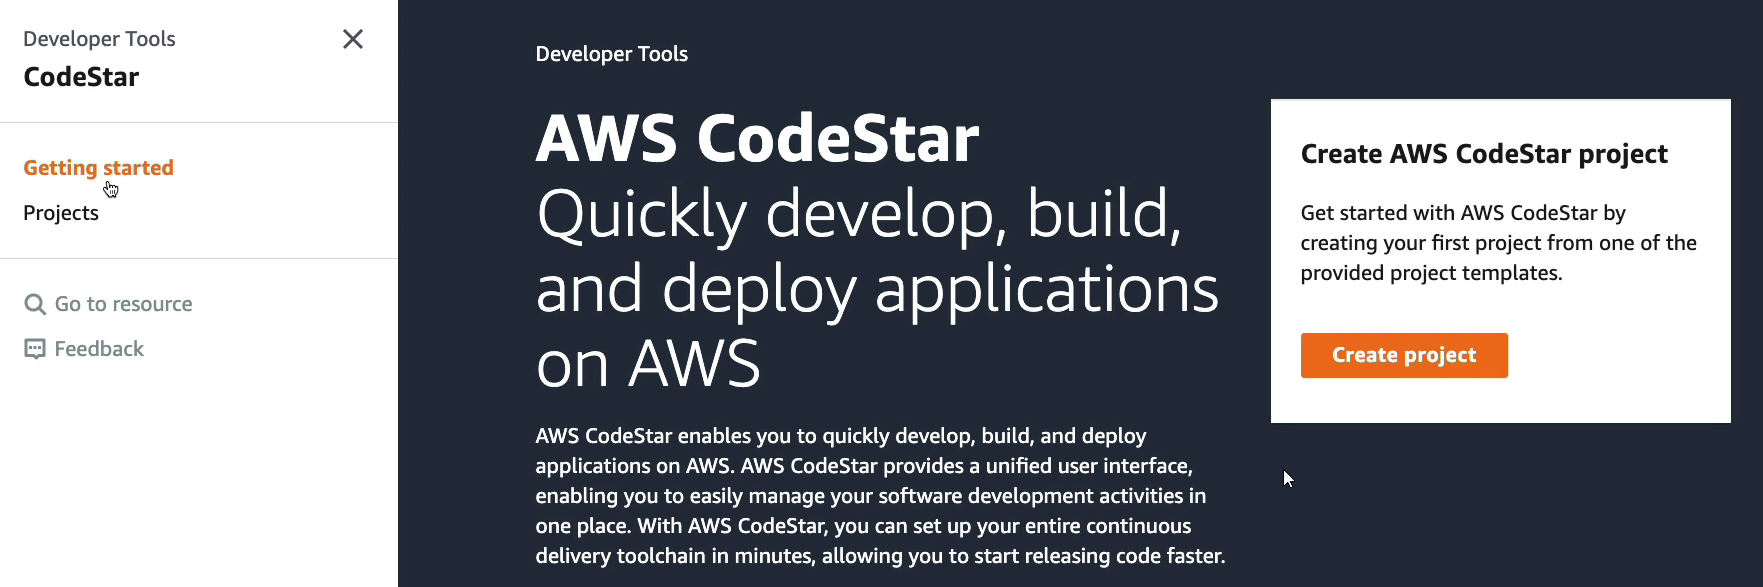 Developer Tools
CodeStar
Getting started
Projects
Go to resource
Feedback
Developer Tools
AWS CodeStar
Quickly develop, build,
and deploy applications
on AWS
AWS CodeStar enables you to quickly develop, build, and deploy
applications on AWS. AWS CodeStar provides a unified user interface,
enabling you to easily manage your software development activities in
one place. With AWS CodeStar, you can set up your entire continuous
delivery toolchain in minutes, allowing you to start releasing code faster.
Create AWS CodeStar project
Get started with AWS CodeStar by
creating your first project from one of the
provided project templates.
Create project